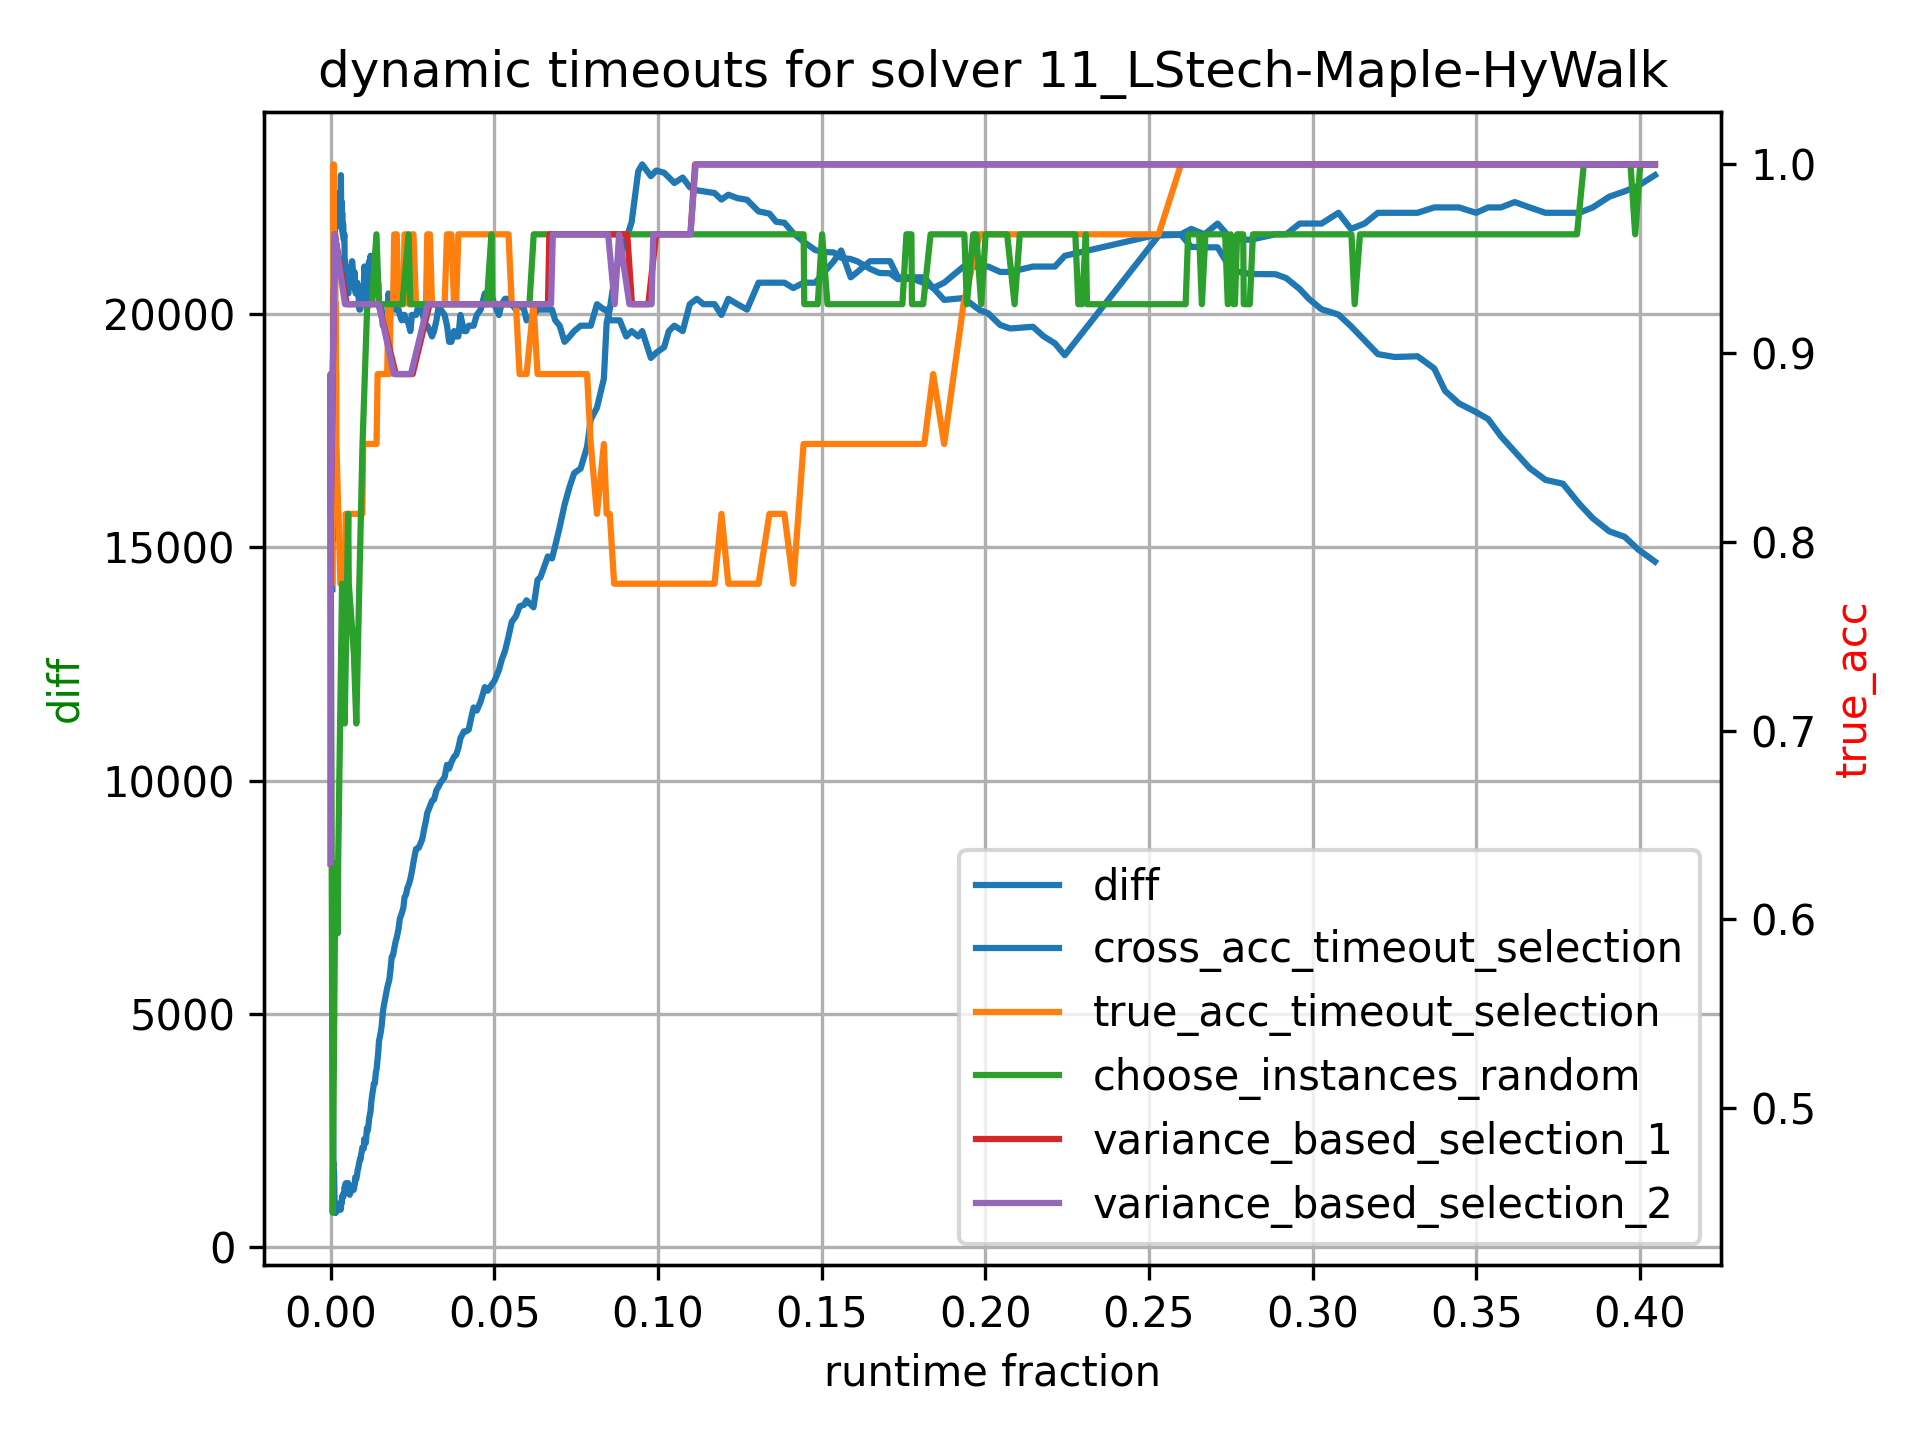 dynamic timeouts for solver 11_LStech-Maple-HyWalk
diff
20000
15000
10000
5000
0
1.0
0.9
0.8
0.7
0.6
0.5
true_acc
diff
cross_acc_timeout_selection
true_acc_timeout_selection
choose_instances_random
variance_based_selection_1
variance_based_selection_2
0.00 0.05 0.10 0.15 0.20 0.25 0.30 0.35 0.40
runtime fraction